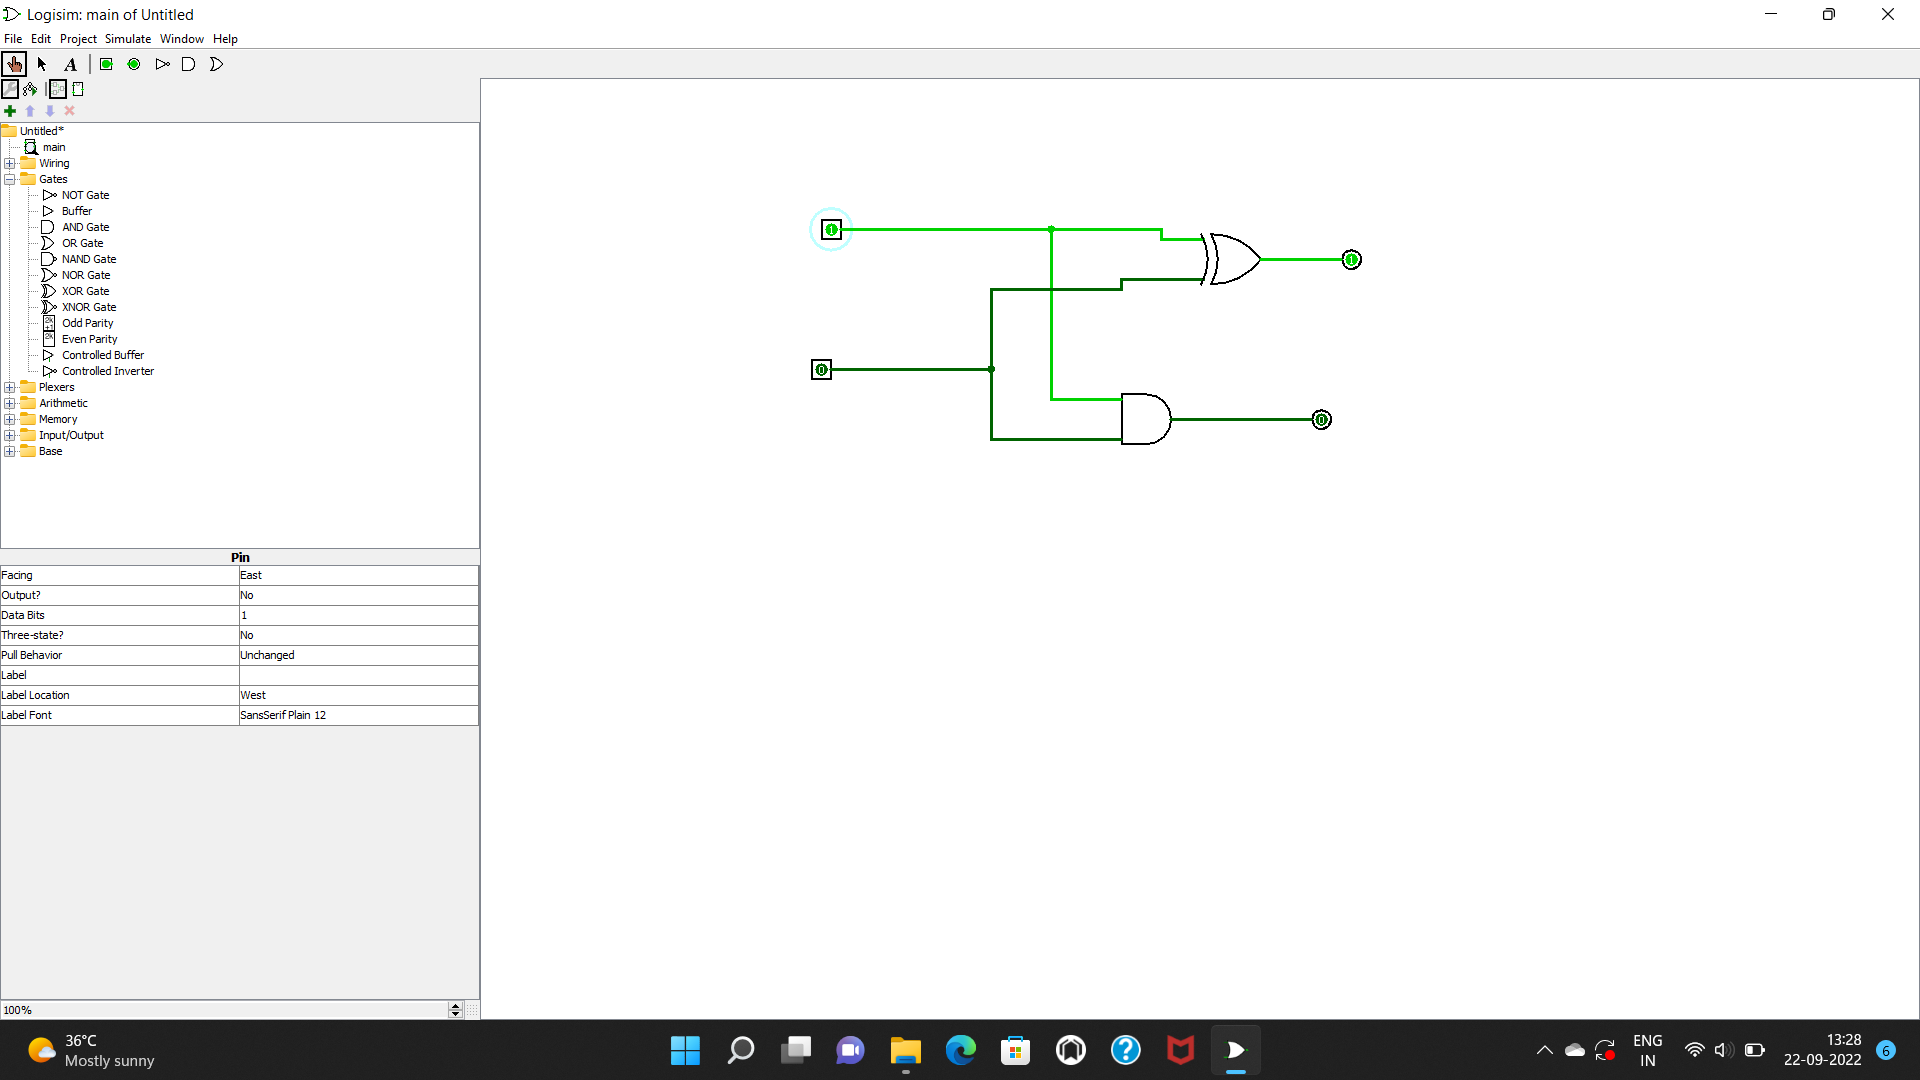 Logisim: main of Untitled
File Edit Project Simulate Window Help
A
Untitled*
main
Wiring
Gates
NOT Gate
Buffer
AND Gate
OR Gate
NAND Gate
NOR Gate
XOR Gate
XNOR Gate
2k+1 Odd Parity
2k Even Parity
Controlled Buffer
Controlled Inverter
Plexers
Arithmetic
Memory
Input/Output
Base
1
1
0
0
Pin
Facing East
Output? No
Data Bits 1
Three-state? No
Pull Behavior Unchanged
Label
Label Location West
Label Font SansSerif Plain 12
100%
36°C
Mostly sunny
ENG
IN
13:28
22-09-2022
6